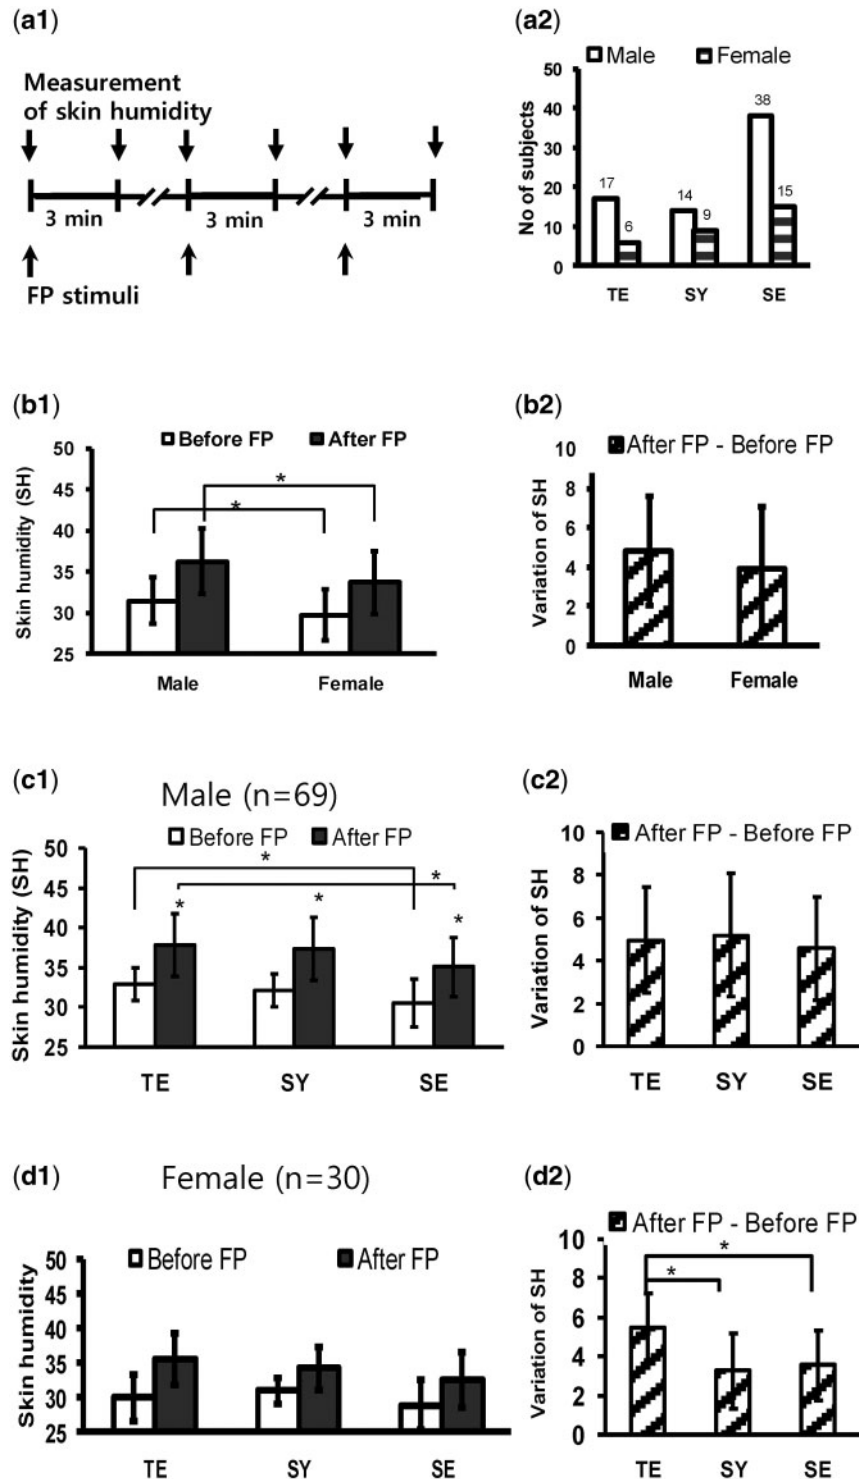 (a1)
Measurement
of skin humidity
3 min 3 min 3 min
FP stimuli
(a2)
Male Female
No of subjects
50
40
30
20
10
0
17
6
14
9
38
15
TE SY SE
(b1)
Before FP After FP
Skin humidity (SH)
50
45
40
35
30
25
*
*
Male Female
(b2)
After FP - Before FP
Variation of SH
10
8
6
4
2
0
Male Female
(c1)
Male (n=69)
Before FP After FP
Skin humidity (SH)
50
45
40
35
30
25
*
*
* * *
TE SY SE
(c2)
After FP - Before FP
Variation of SH
10
8
6
4
2
0
TE SY SE
(d1)
Female (n=30)
Before FP After FP
Skin humidity
50
45
40
35
30
25
TE SY SE
(d2)
After FP - Before FP
Variation of SH
10
8
6
4
2
0
*
*
TE SY SE